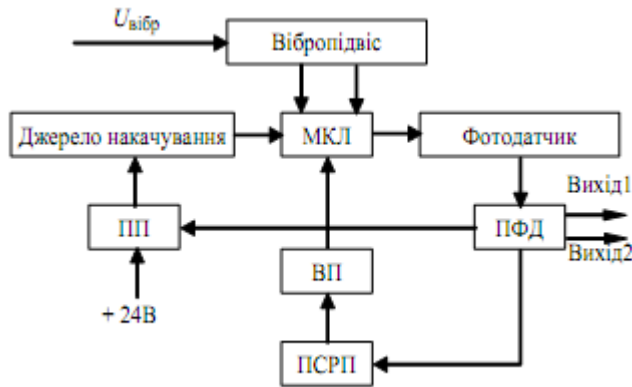 Uвібр
Вібропідвіс
Джерело накачування
МКЛ
Фотодатчик
Вихід1
ПП
ПФД
Вихід2
ВП
+ 24В
ПСРП